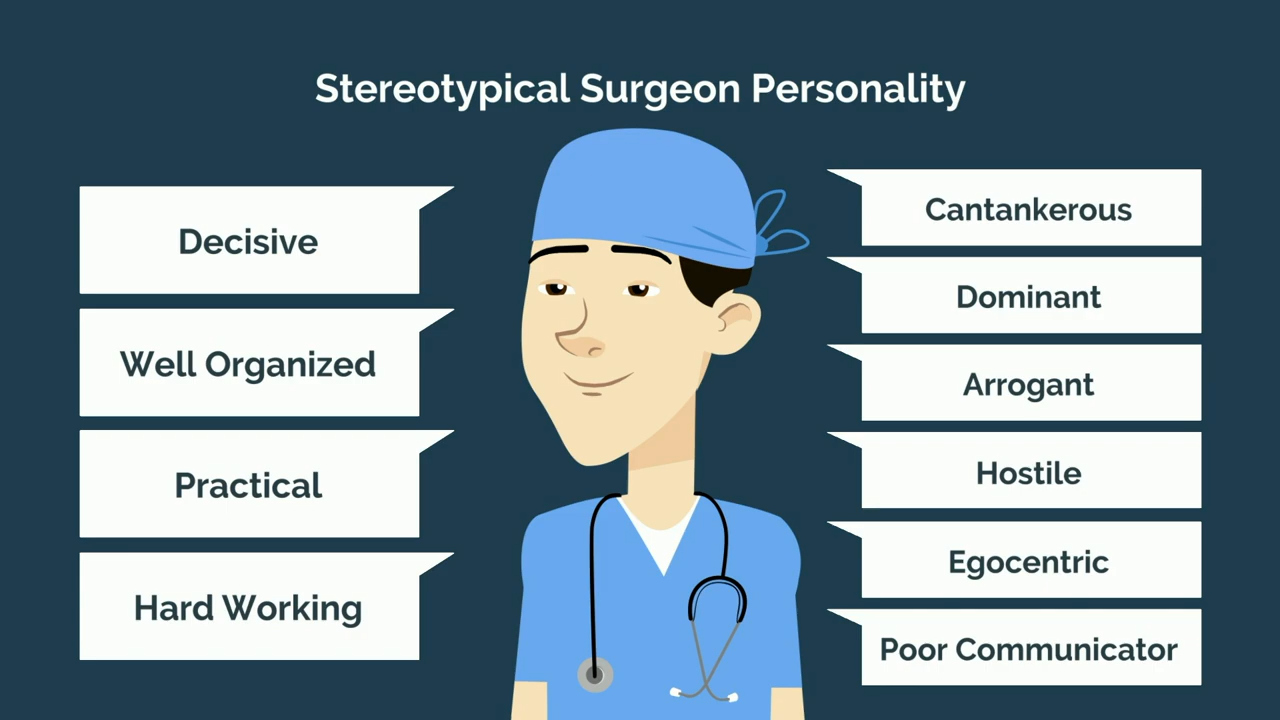 Stereotypical Surgeon Personality
Decisive
Well Organized
Practical
Hard Working
Cantankerous
Dominant
Arrogant
Hostile
Egocentric
Poor Communicator